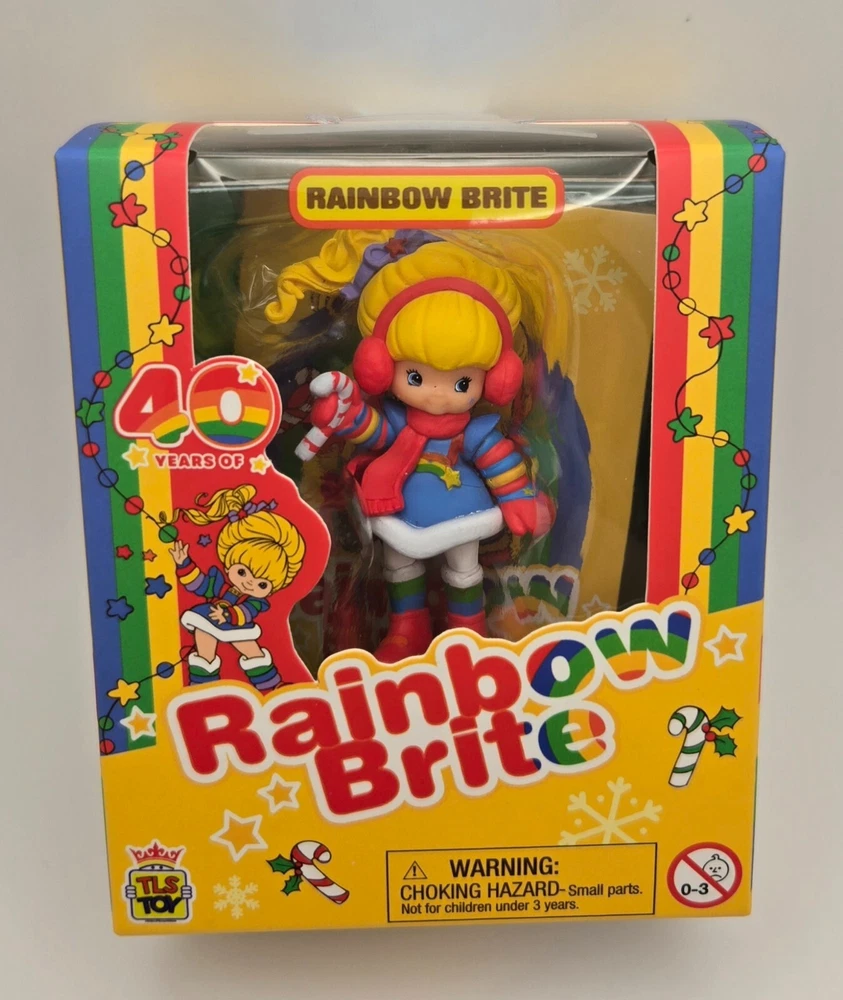 RAINBOW BRITE
40
YEARS OF
Rainbow
Brite
TLS
TOY
WARNING:
CHOKING HAZARD-Small parts.
Not for children under 3 years.
0-3